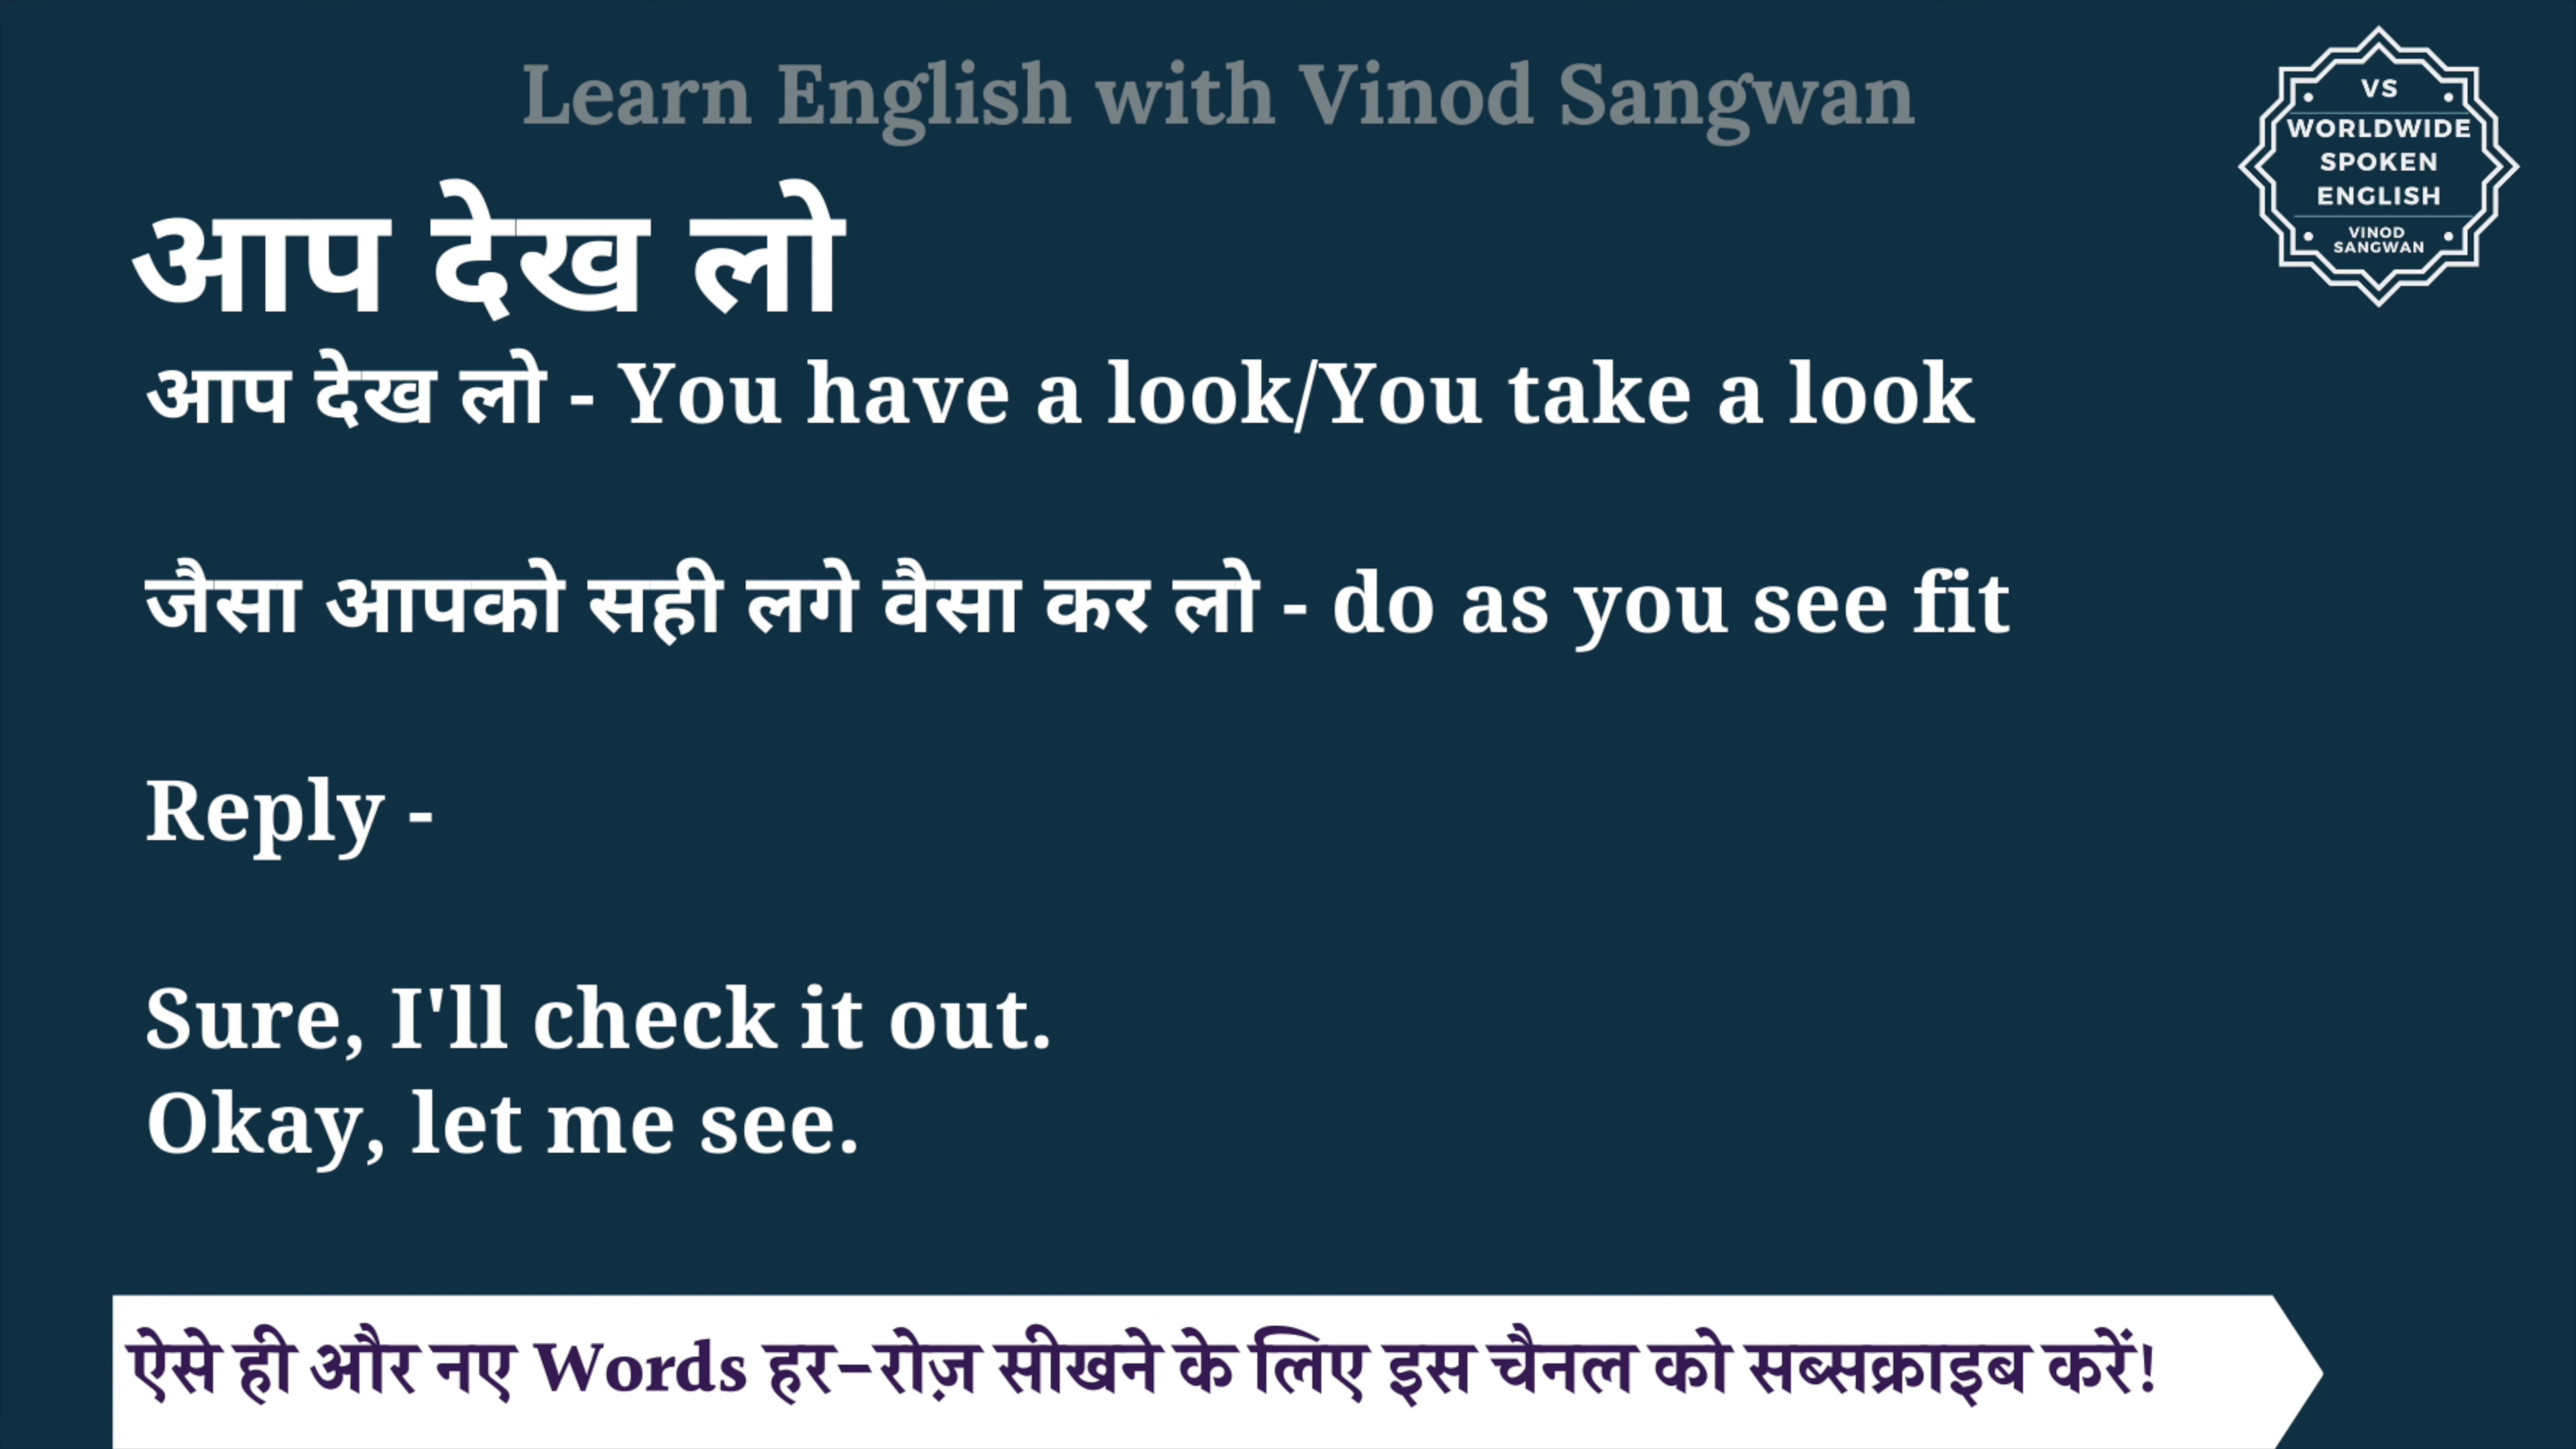 Learn English with Vinod Sangwan
VS
WORLDWIDE
SPOKEN
ENGLISH
VINOD
SANGWAN
आप देख लो
आप देख लो - You have a look/You take a look
जैसा आपको सही लगे वैसा कर लो - do as you see fit
Reply -
Sure, I'll check it out.
Okay, let me see.
ऐसे ही और नए Words हर-रोज़ सीखने के लिए इस चैनल को सब्सक्राइब करें!